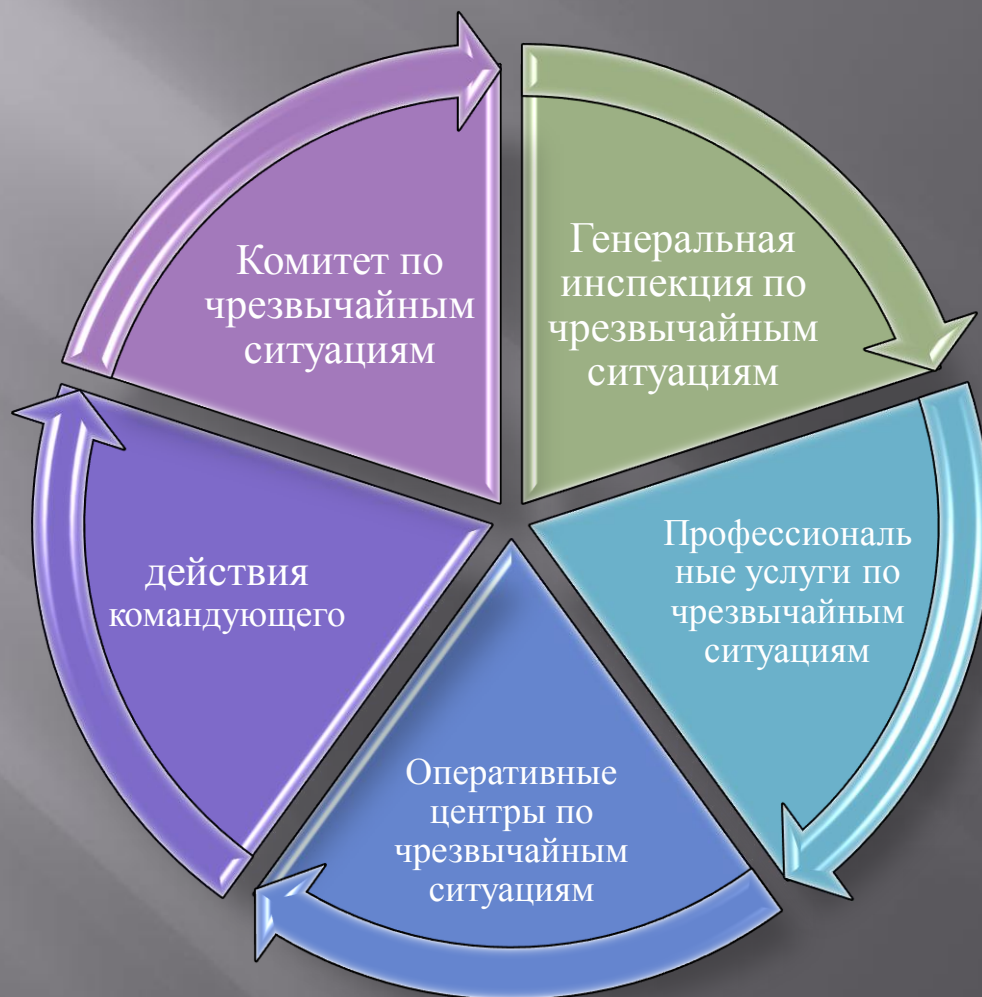 Комитет по
чрезвычайным
ситуациям
Генеральная
инспекция по
чрезвычайным
ситуациям
Профессиональ
ные услуги по
чрезвычайным
ситуациям
Оперативные
центры по
чрезвычайным
ситуациям
действия
командующего